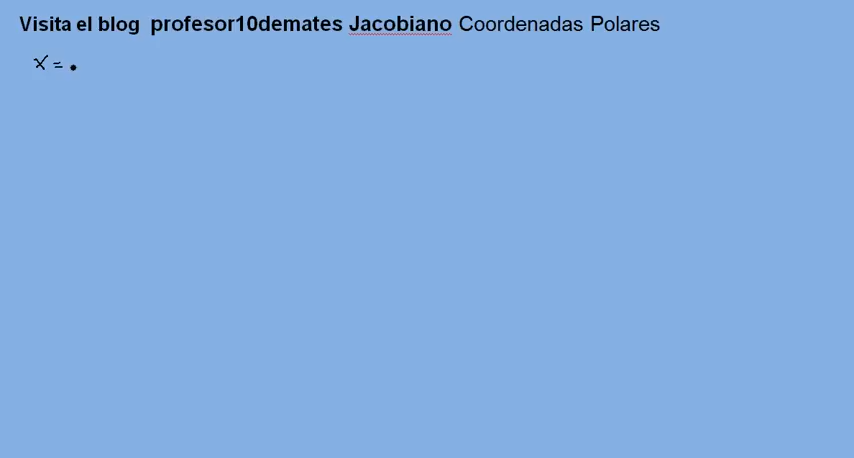 Visita el blog profesor10demates Jacobiano Coordenadas Polares
x = .